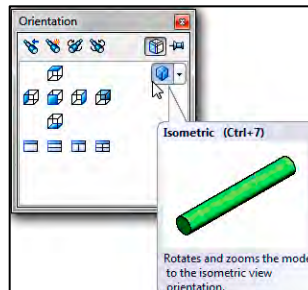 Orientation
Isometric (Ctrl+7)
Rotates and zooms the mode
to the isometric view
orientation.